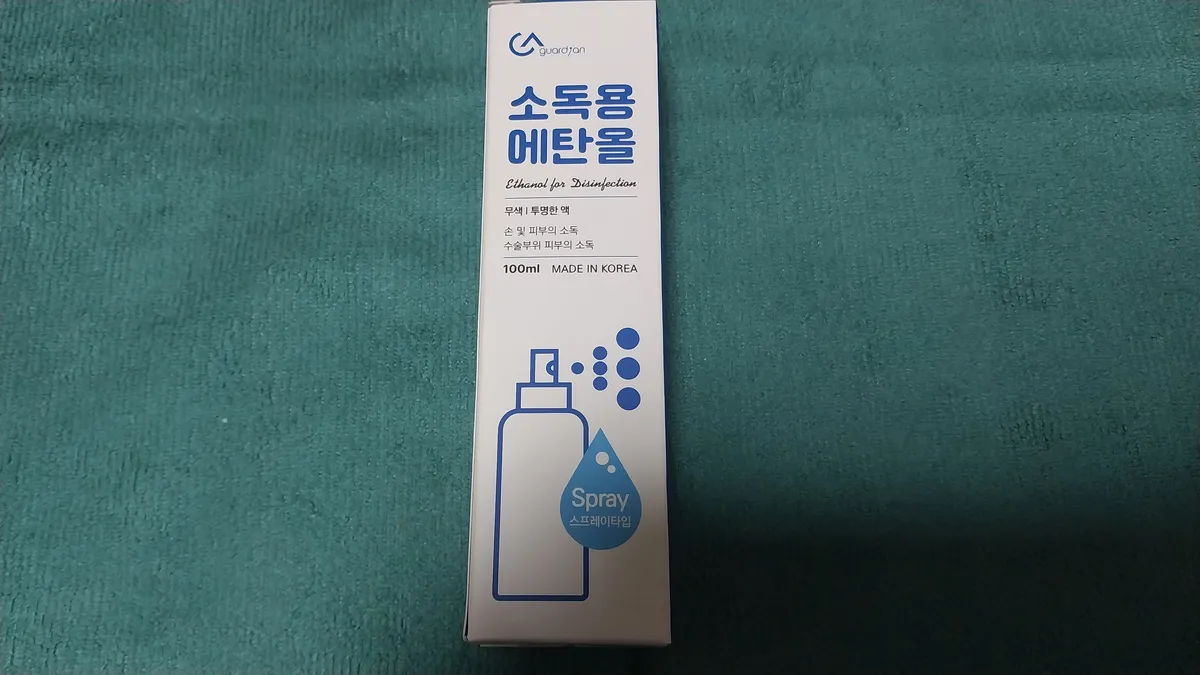 guardian
소독용
에탄올
Ethanol for Disinfection
무색 | 투명한 액
손 및 피부의 소독
수술부위 피부의 소독
100ml MADE IN KOREA
Spray
스프레이타입